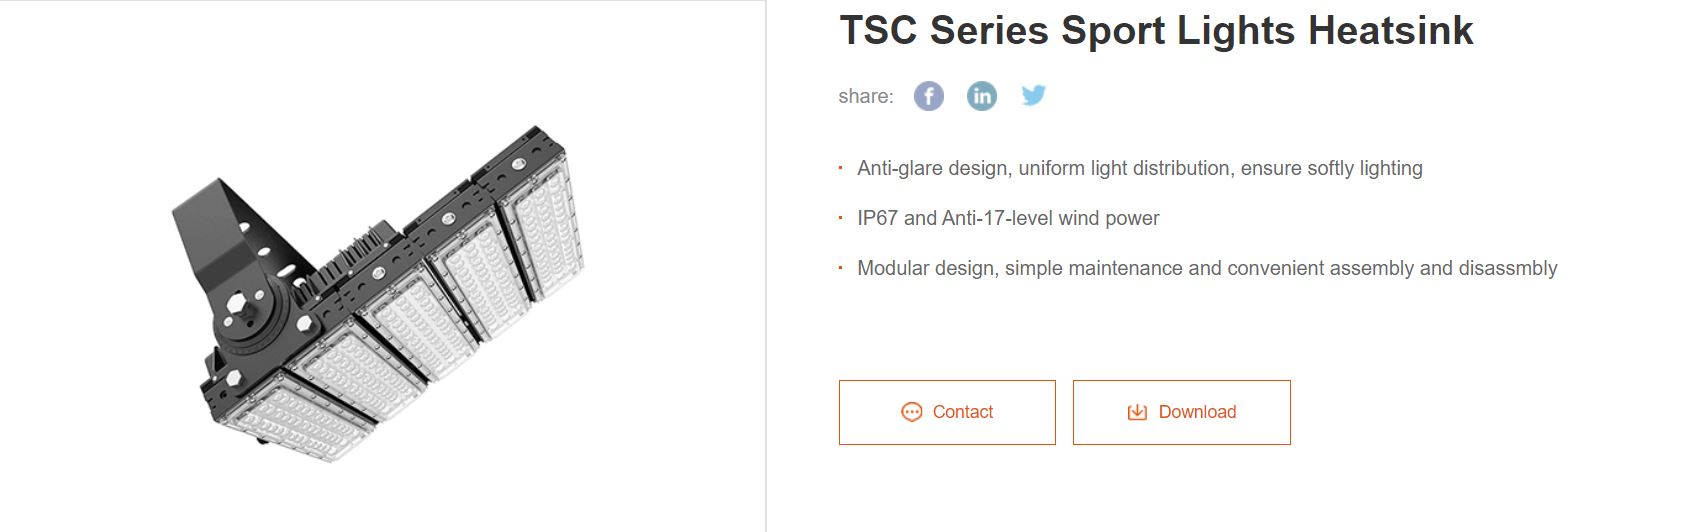 TSC Series Sport Lights Heatsink
share:
Anti-glare design, uniform light distribution, ensure softly lighting
IP67 and Anti-17-level wind power
Modular design, simple maintenance and convenient assembly and disassmbly
Contact
Download